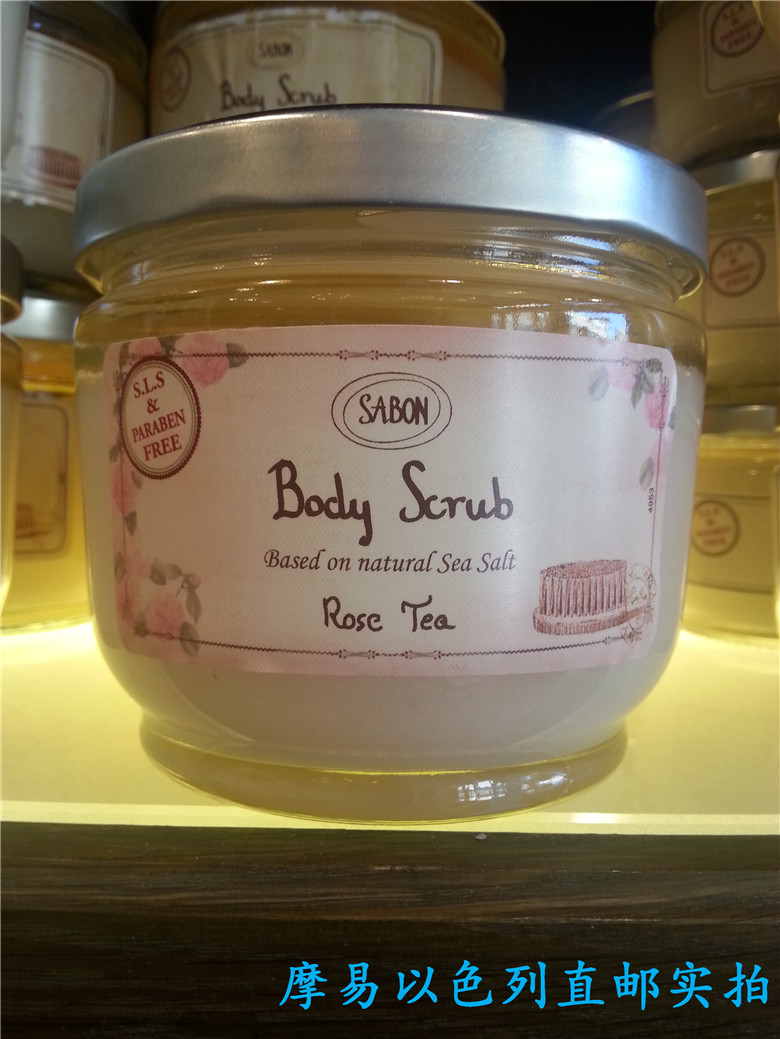 SABON
Body Scrub
S.L.S
&
PARABEN
FREE
SABON
Body Scrub
Based on natural Sea Salt
Rose Tea
4053
摩易以色列直邮实拍